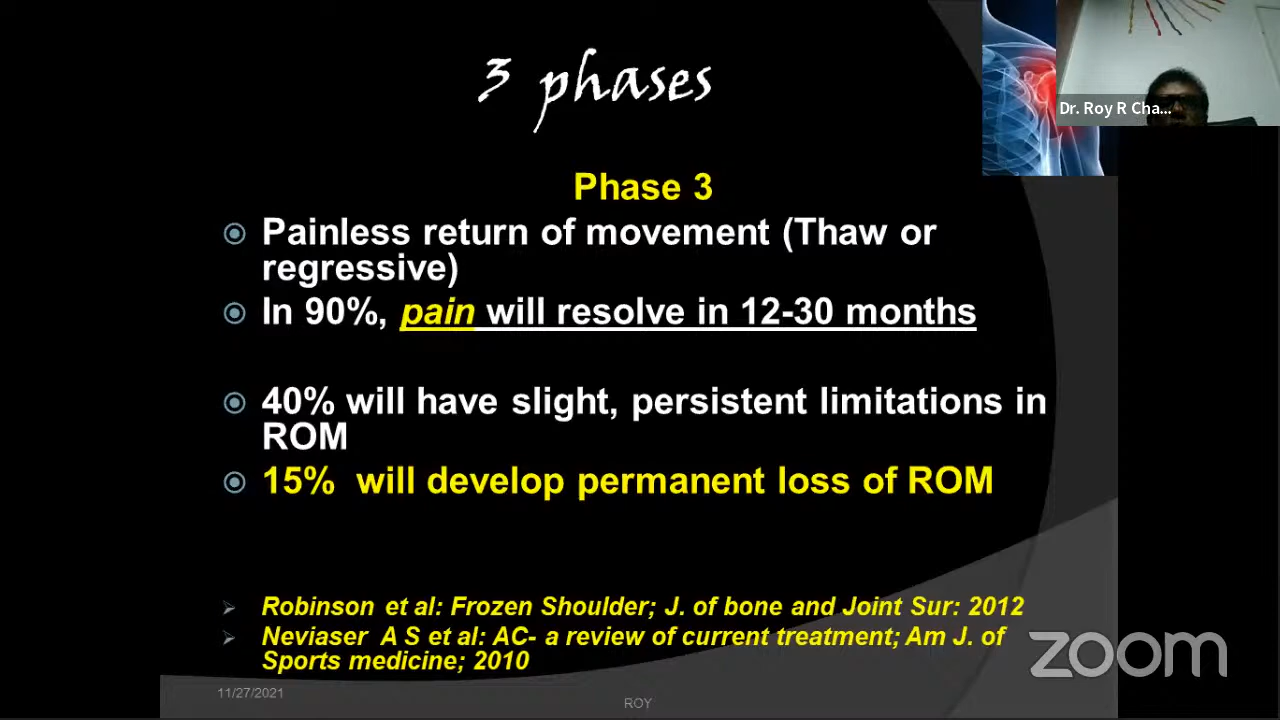 3 phases
Dr. Roy R Cha...
Phase 3
Painless return of movement (Thaw or
regressive)
In 90%, pain will resolve in 12-30 months
40% will have slight, persistent limitations in
ROM
15% will develop permanent loss of ROM
Robinson et al: Frozen Shoulder; J. of bone and Joint Sur: 2012
Neviaser A S et al: AC- a review of current treatment; Am J. of
Sports medicine; 2010
zoom
11/27/2021
ROY